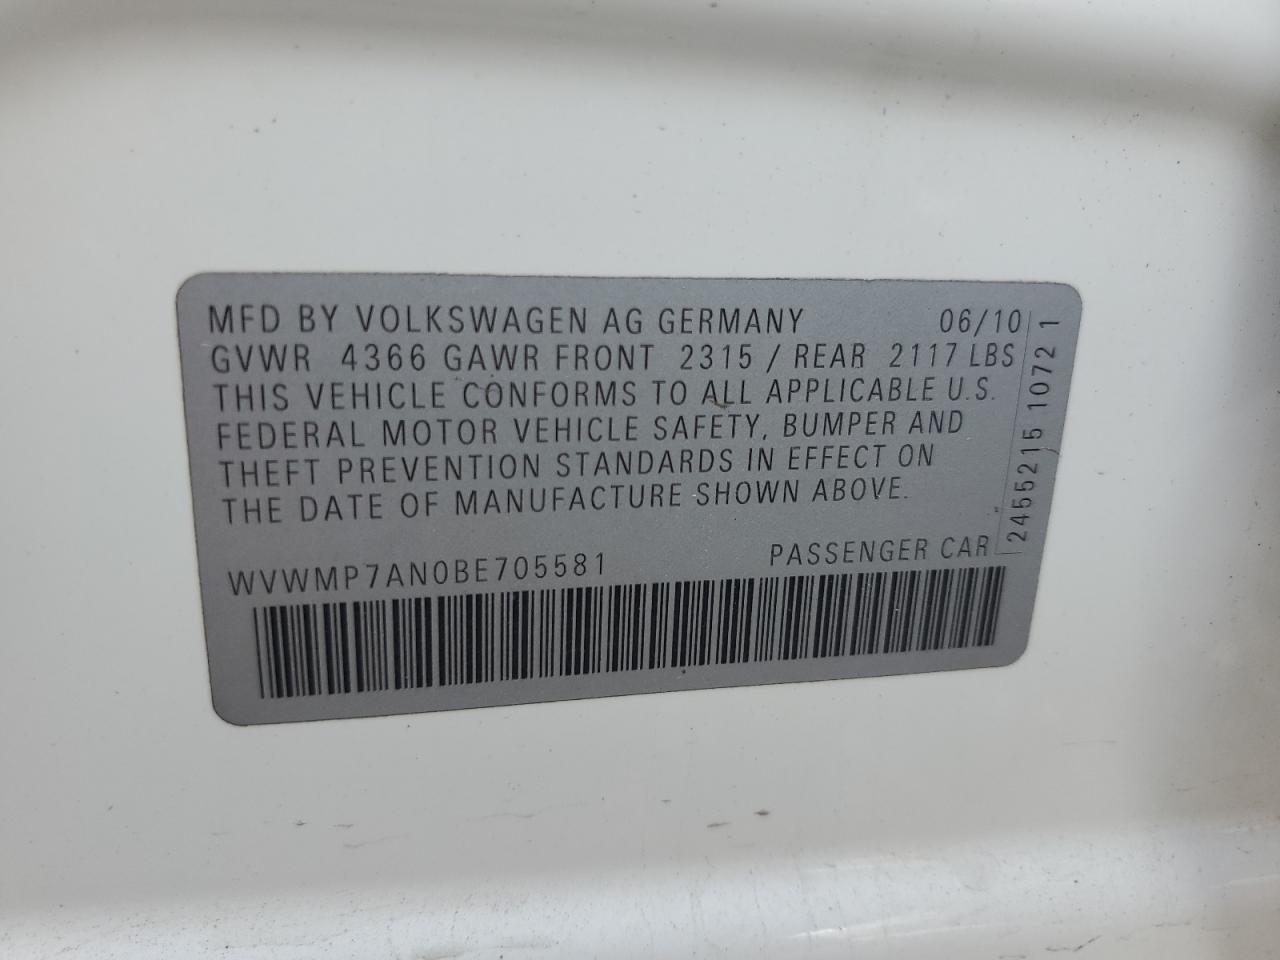 MFD BY VOLKSWAGEN AG GERMANY 06/10
GVWR 4366 GAWR FRONT 2315 / REAR 2117 LBS
THIS VEHICLE CONFORMS TO ALL APPLICABLE U.S.
FEDERAL MOTOR VEHICLE SAFETY, BUMPER AND
THEFT PREVENTION STANDARDS IN EFFECT ON
THE DATE OF MANUFACTURE SHOWN ABOVE.
WVWMP7AN0BE705581 PASSENGER CAR
2455215 1072 1